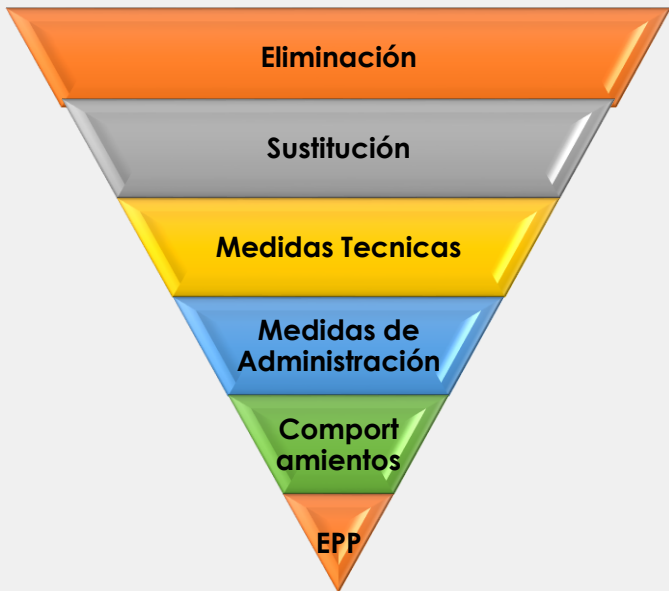 Eliminación
Sustitución
Medidas Tecnicas
Medidas de
Administración
Comport
amientos
EPP